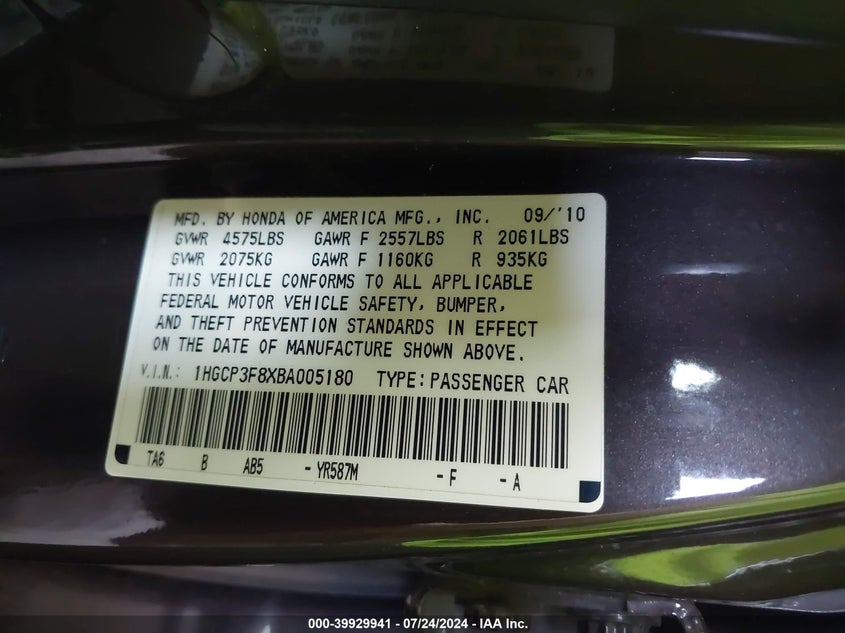 MFD. BY HONDA OF AMERICA MFG., INC. 09/'10
GVWR 4575LBS GAWR F 2557LBS R 2061LBS
GVWR 2075KG GAWR F 1160KG R 935KG
THIS VEHICLE CONFORMS TO ALL APPLICABLE
FEDERAL MOTOR VEHICLE SAFETY, BUMPER,
AND THEFT PREVENTION STANDARDS IN EFFECT
ON THE DATE OF MANUFACTURE SHOWN ABOVE.
V.I.N.: 1HGCP3F8XBA005180 TYPE: PASSENGER CAR
TA6 B AB5 - YR587M - F - A
000-39929941 / 07/24/2024 - IAA Inc.